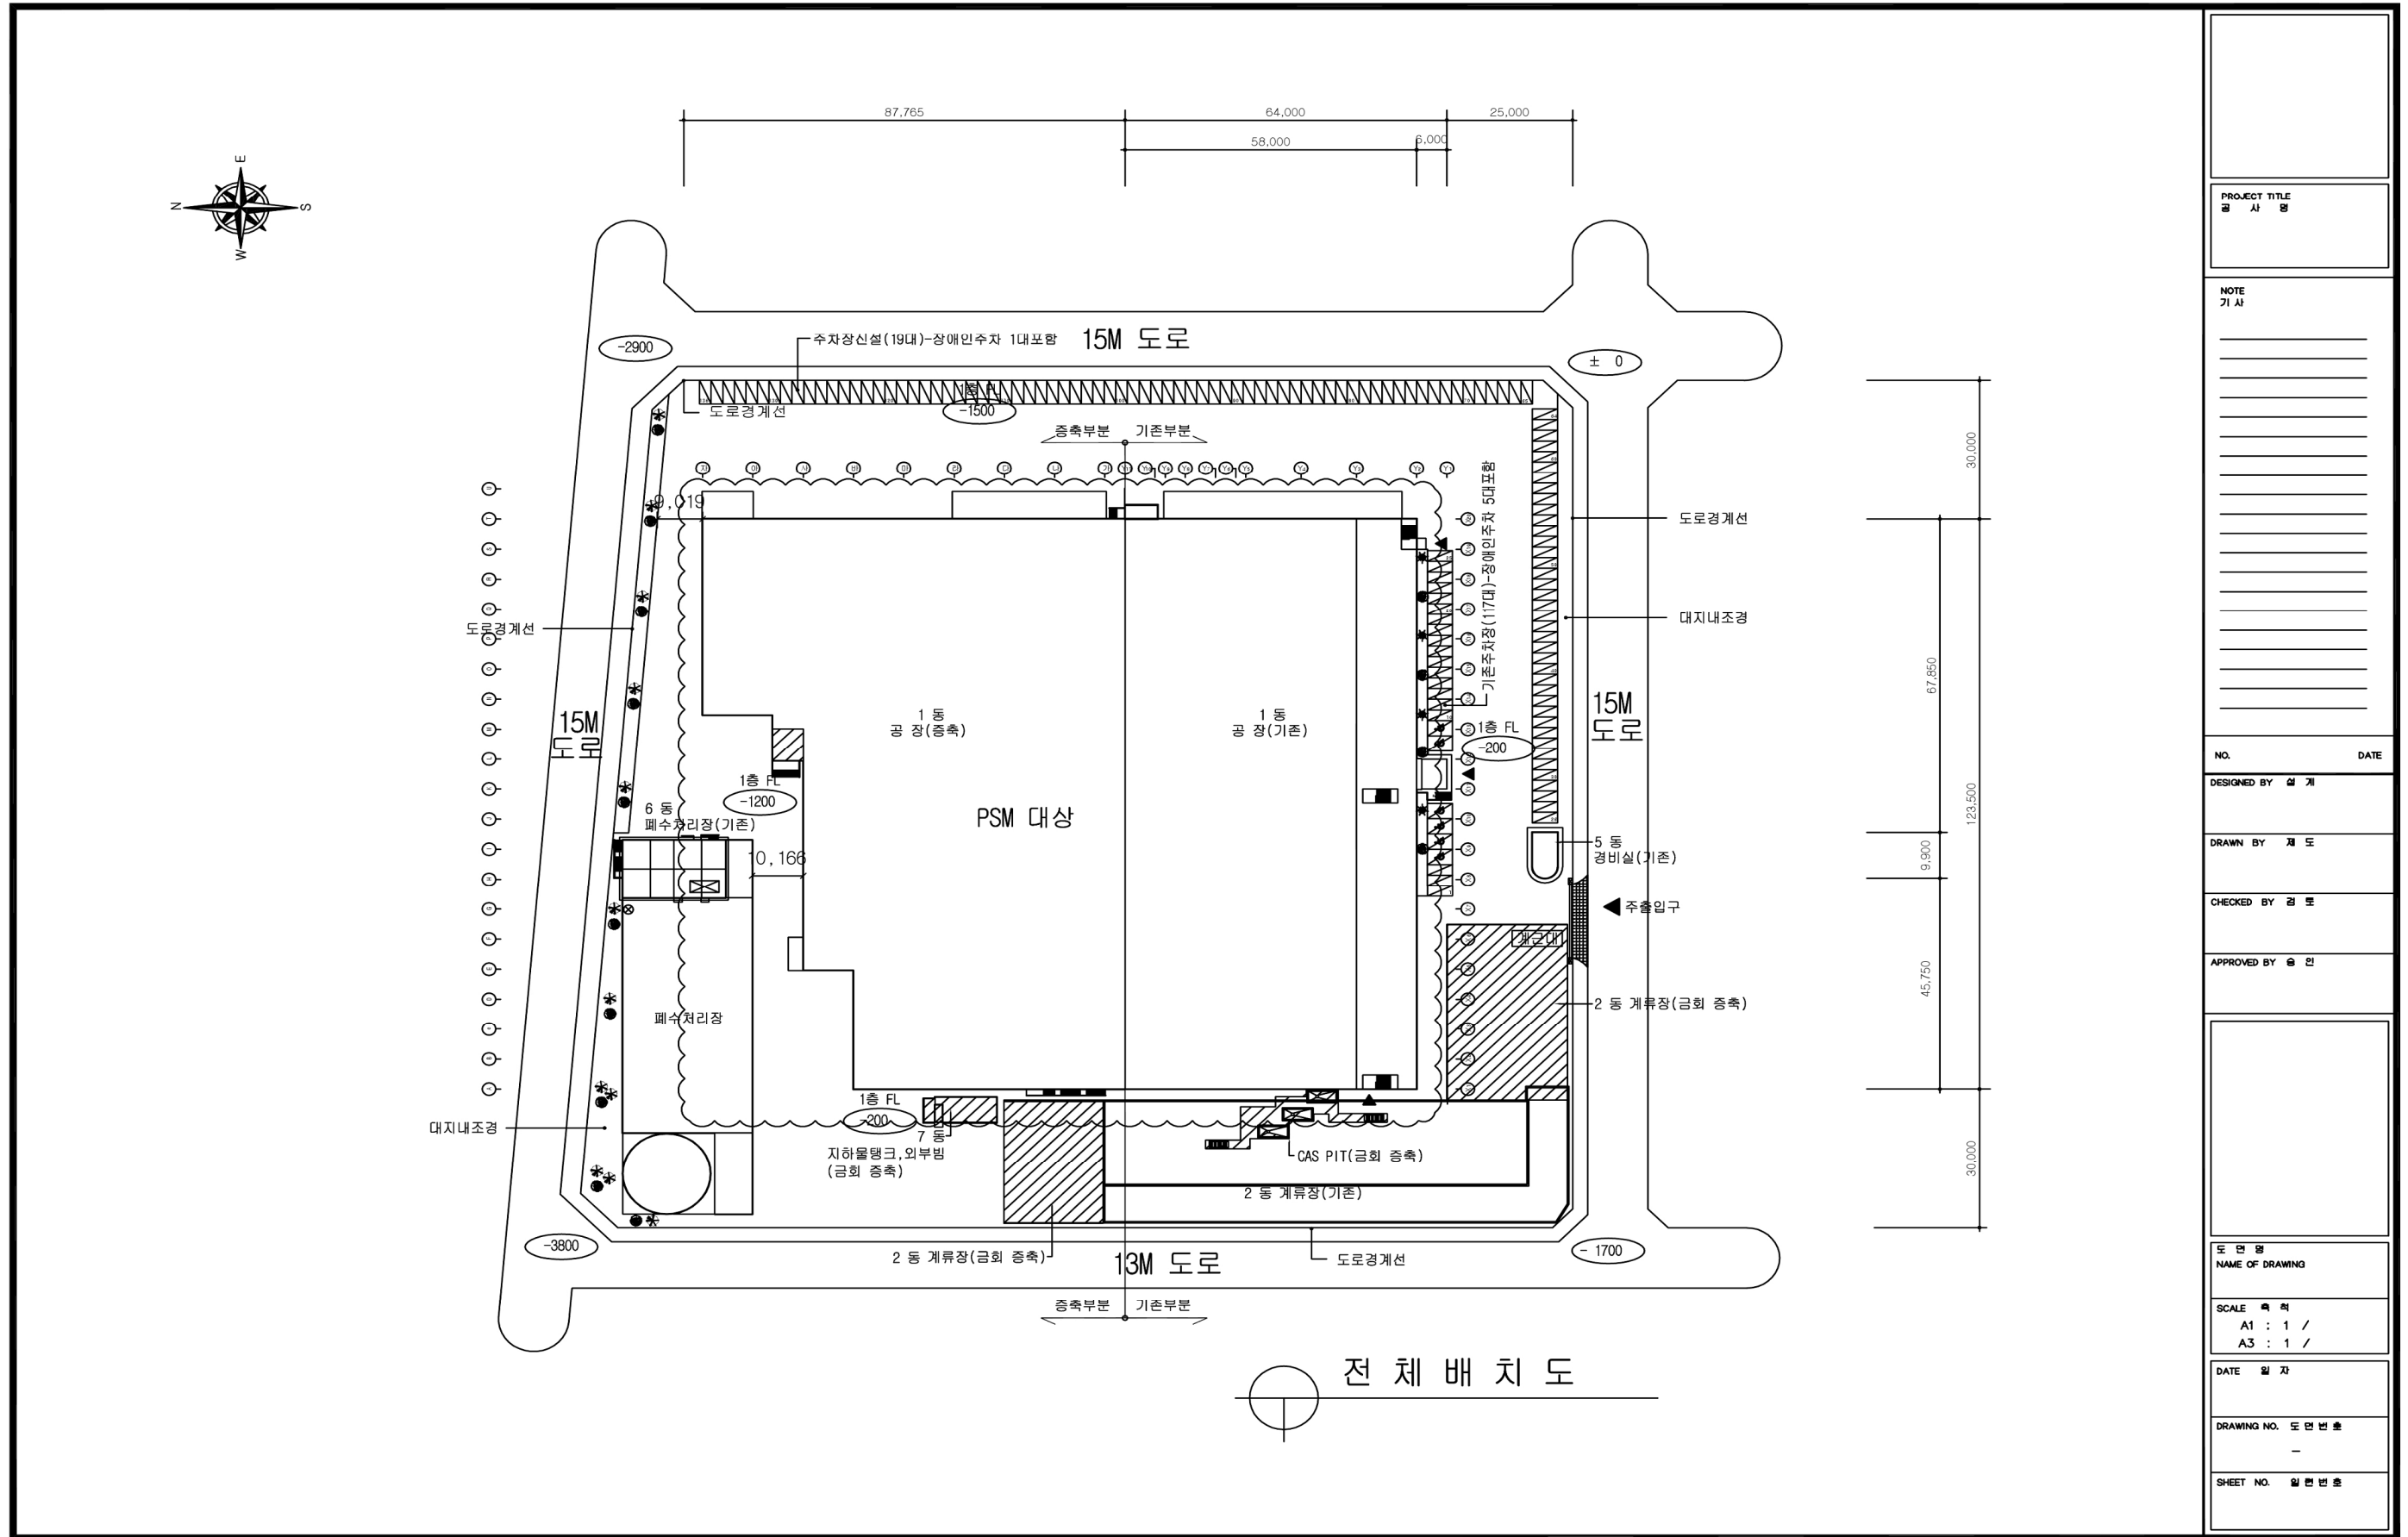 87,765
64,000
25,000
58,000
6,000
E
N
S
W
15M 도로
주차장신설(19대)-장애인주차 1대포함
-2900
± 0
도로경계선
1층 FL
-1500
증축부분
기존부분
9,019
기존주차장(117대)-장애인주차 5대포함
도로경계선
대지내조경
도로경계선
15M
도로
15M
도로
1 동
공 장(증축)
1 동
공 장(기존)
1층 FL
-200
1층 FL
-1200
PSM 대상
6 동
폐수처리장(기존)
10,166
5 동
경비실(기존)
주출입구
계근대
2 동 계류장(금회 증축)
폐수처리장
1층 FL
-200
7 동
지하물탱크,외부빔
(금회 증축)
대지내조경
CAS PIT(금회 증축)
2 동 계류장(기존)
2 동 계류장(금회 증축)
13M 도로
도로경계선
-3800
- 1700
증축부분
기존부분
30,000
67,850
123,500
9,900
45,750
30,000
전 체 배 치 도
PROJECT TITLE
공 사 명
NOTE
기 사
NO.
DATE
DESIGNED BY 설 계
DRAWN BY 제 도
CHECKED BY 검 토
APPROVED BY 승 인
도 면 명
NAME OF DRAWING
SCALE 축 척
A1 : 1 /
A3 : 1 /
DATE 일 자
DRAWING NO. 도 면 번 호
-
SHEET NO. 일 련 번 호